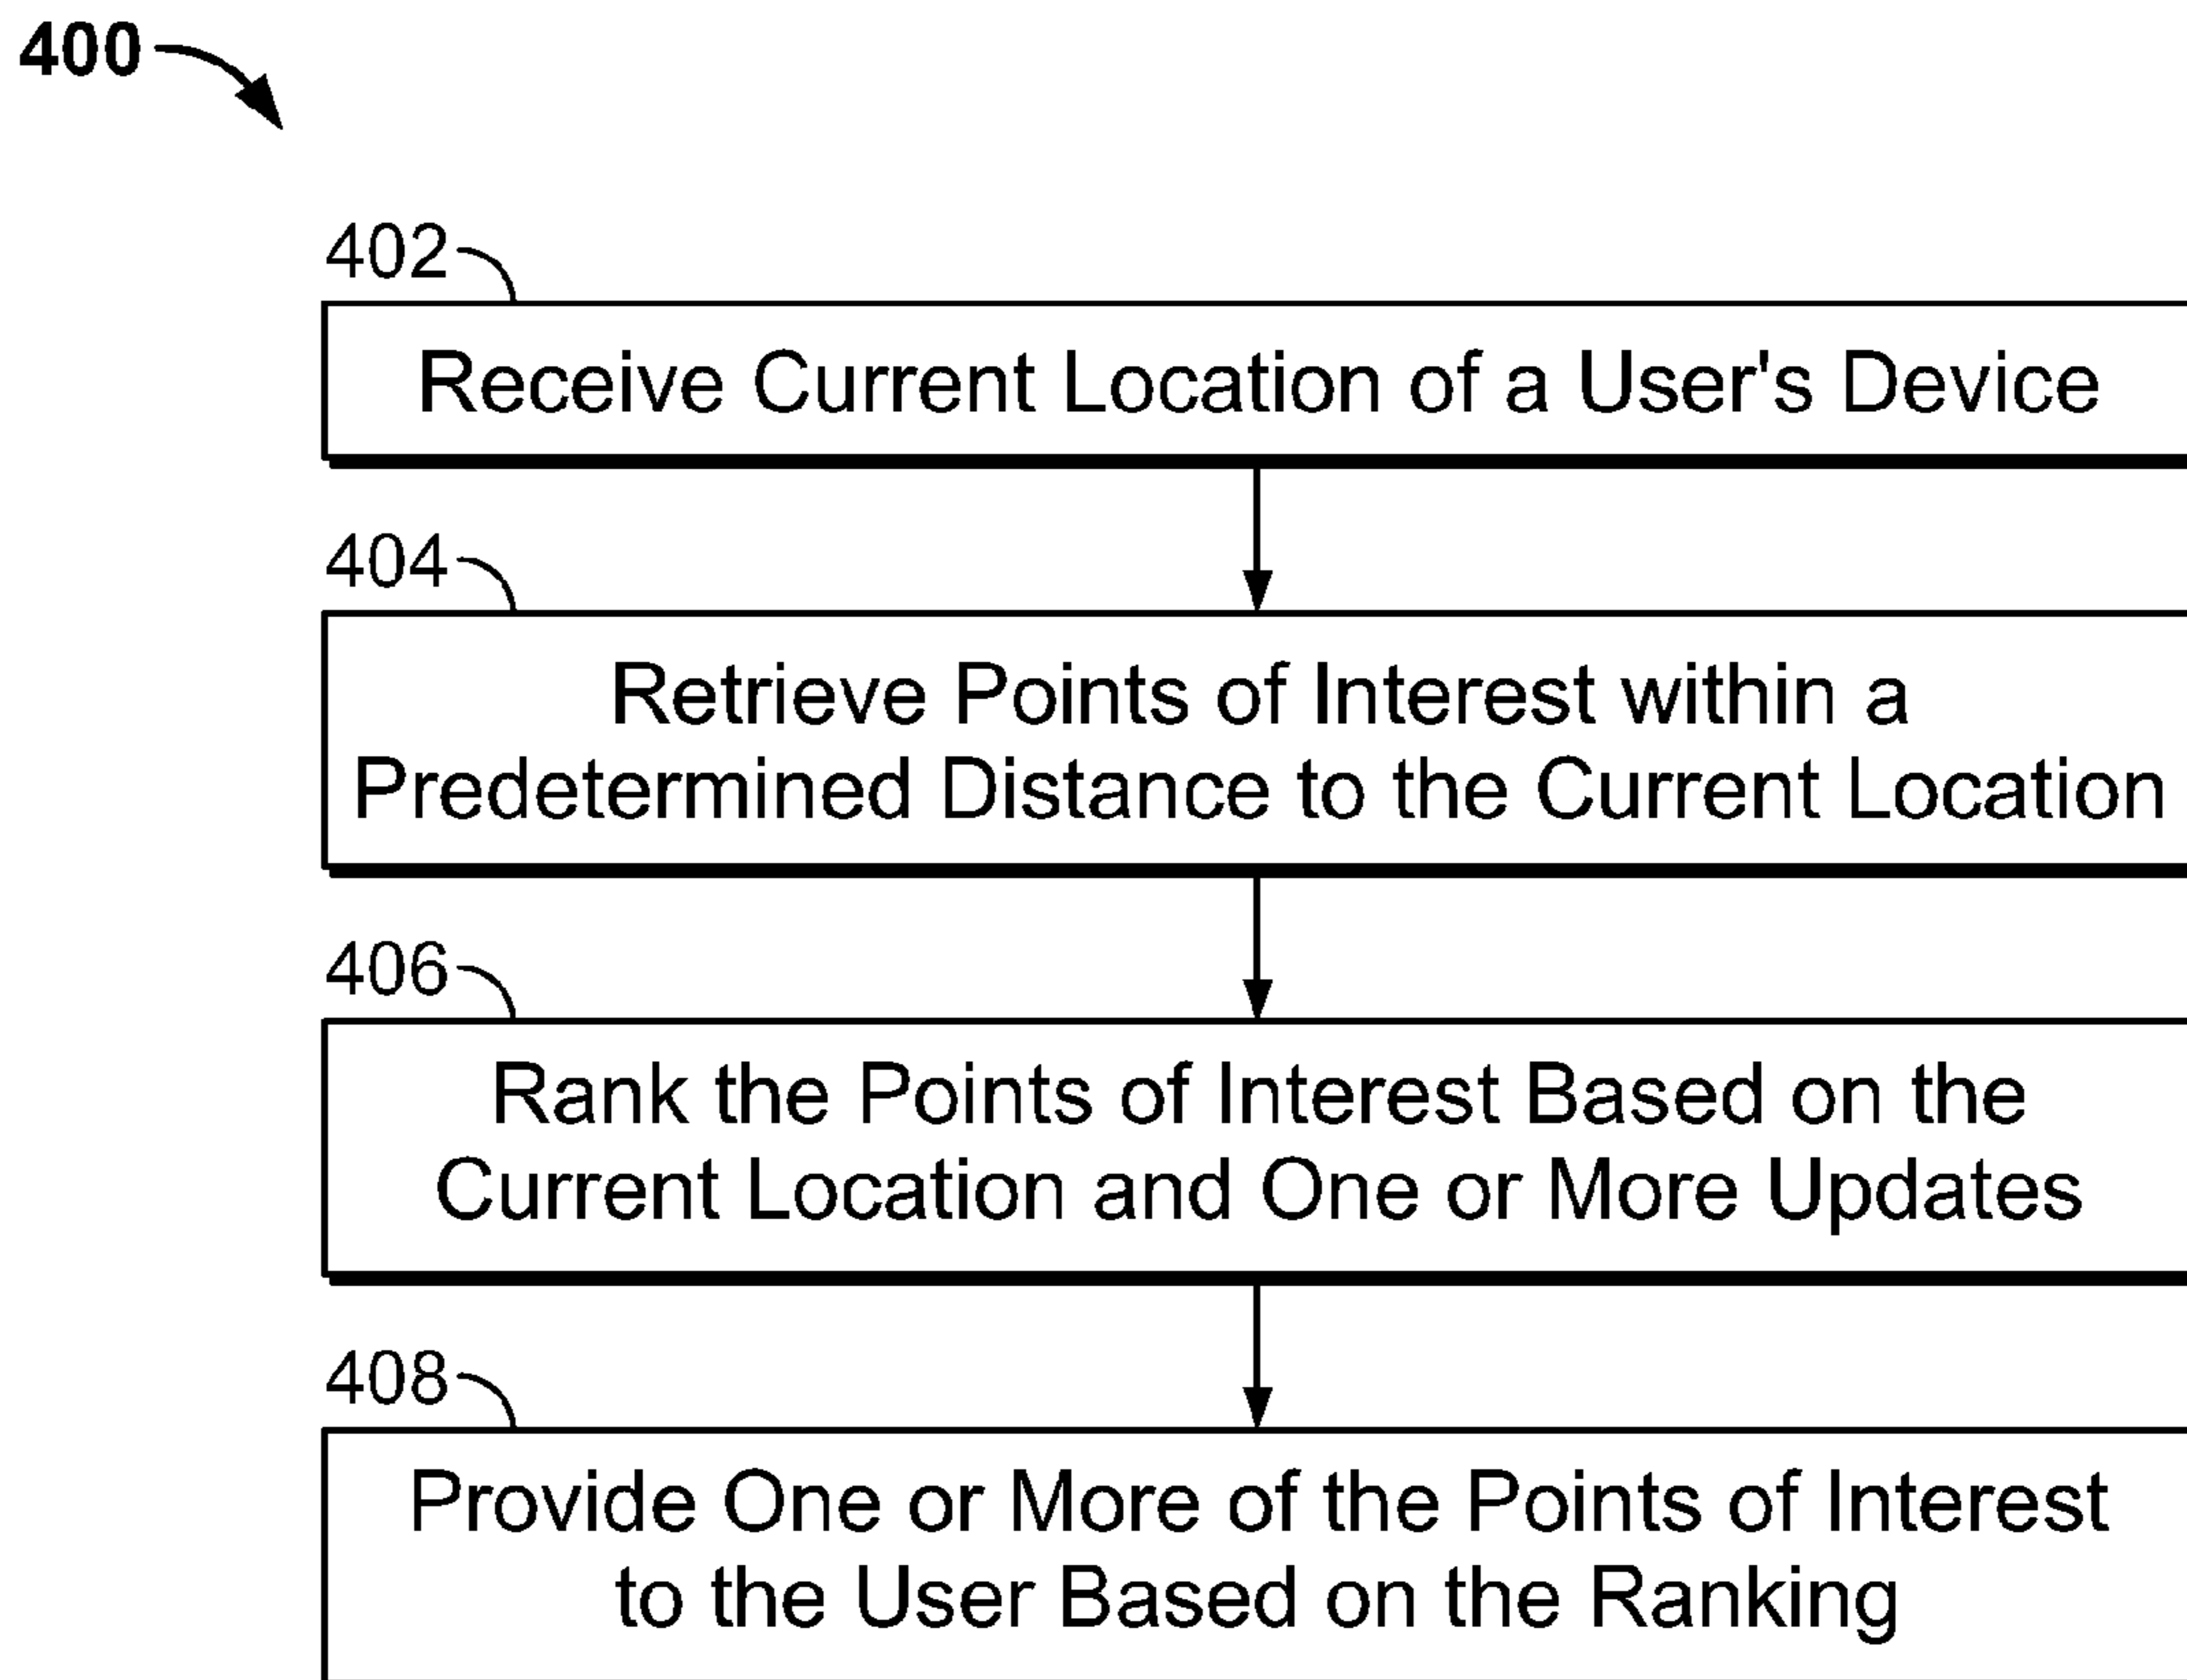 400
402
Receive Current Location of a User's Device
404
Retrieve Points of Interest within a
Predetermined Distance to the Current Location
406
Rank the Points of Interest Based on the
Current Location and One or More Updates
408
Provide One or More of the Points of Interest
to the User Based on the Ranking